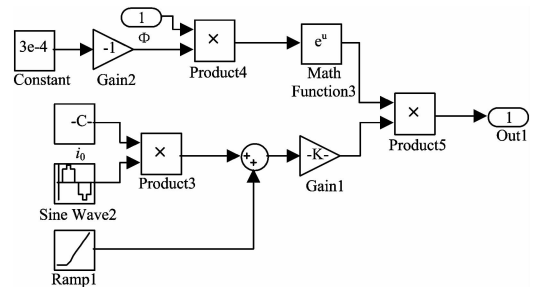 1
Φ
3e-4
Constant
-1
Gain2
×
Product4
e^u
Math
Function3
-C-
i₀
×
Product3
Sine Wave2
Ramp1
+
+
-K-
Gain1
×
Product5
1
Out1